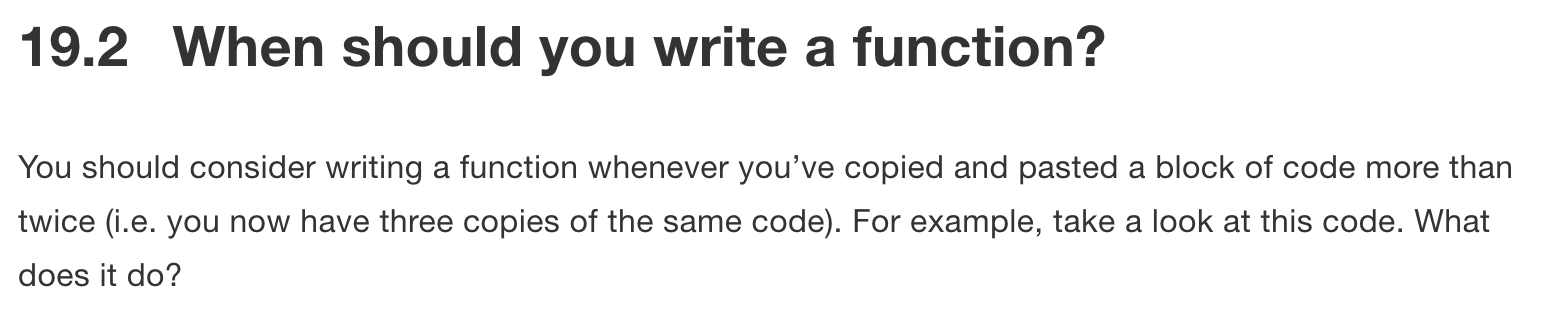 19.2 When should you write a function?
You should consider writing a function whenever you’ve copied and pasted a block of code more than
twice (i.e. you now have three copies of the same code). For example, take a look at this code. What
does it do?